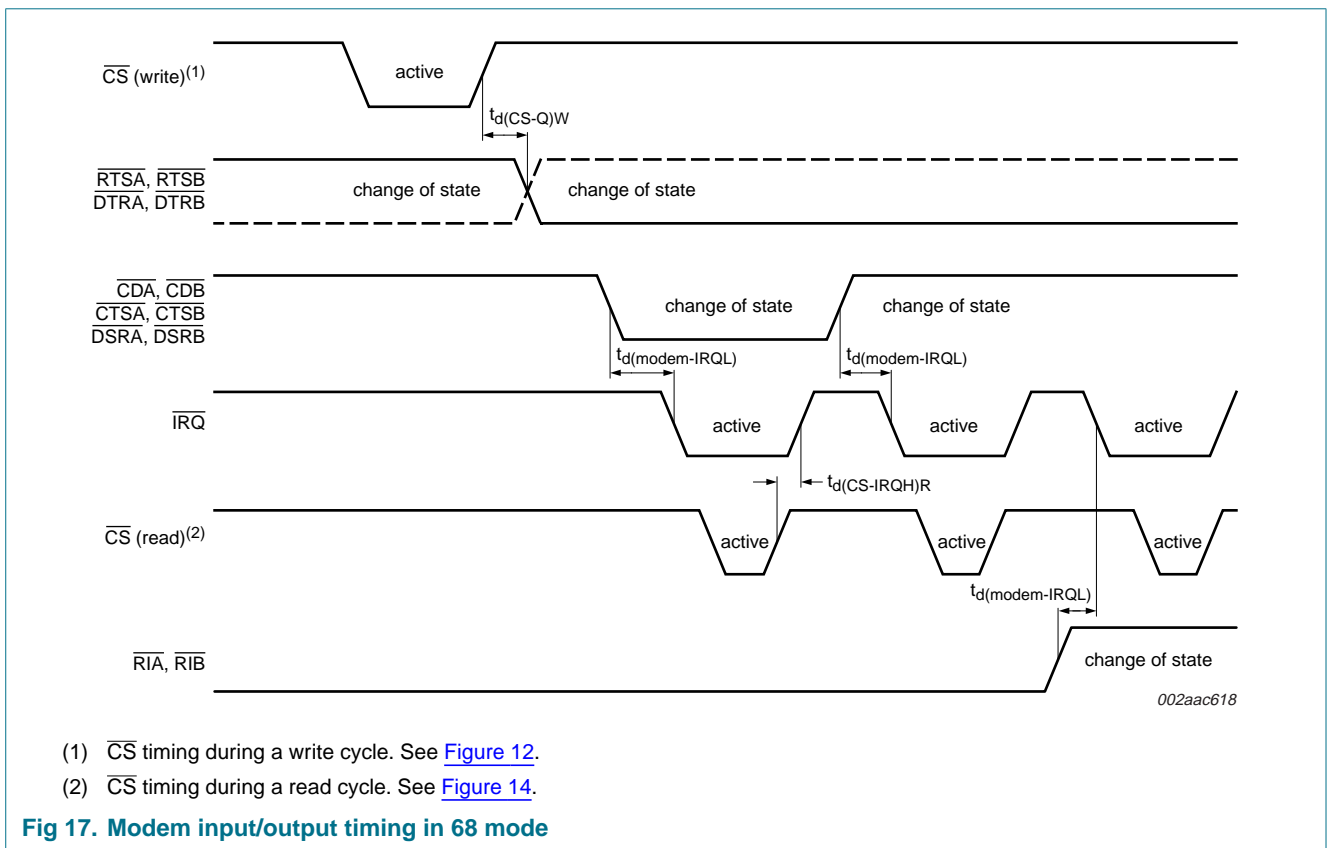 CS (write)(1)
active
td(CS-Q)W
RTSA, RTSB
DTRA, DTRB
change of state
change of state
CDA, CDB
CTSA, CTSB
DSRA, DSRB
change of state
change of state
td(modem-IRQL)
td(modem-IRQL)
IRQ
active
active
active
td(CS-IRQH)R
CS (read)(2)
active
active
active
td(modem-IRQL)
RIA, RIB
change of state
002aac618
(1) CS timing during a write cycle. See Figure 12.
(2) CS timing during a read cycle. See Figure 14.
Fig 17. Modem input/output timing in 68 mode